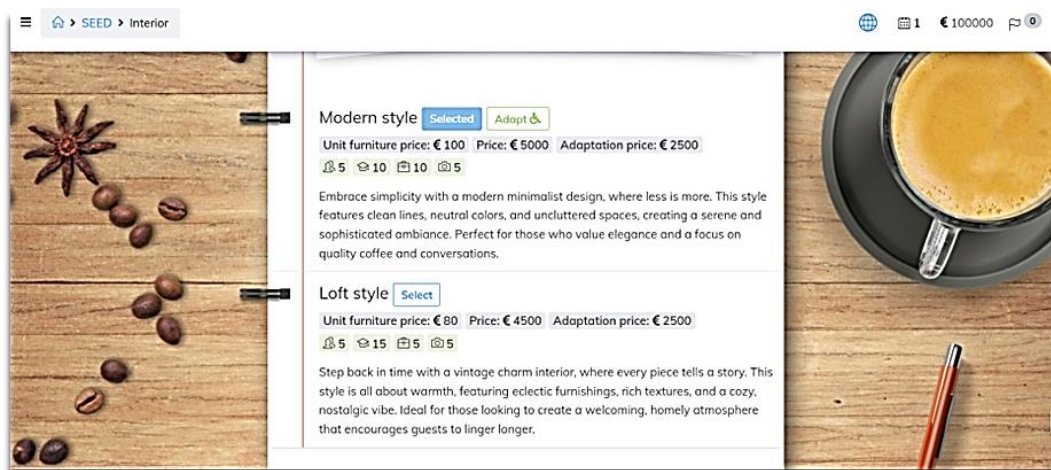 SEED > Interior
1 € 100000 0
Modern style Selected Adapt
Unit furniture price: € 100 Price: € 5000 Adaptation price: € 2500
5 10 10 5
Embrace simplicity with a modern minimalist design, where less is more. This style
features clean lines, neutral colors, and uncluttered spaces, creating a serene and
sophisticated ambiance. Perfect for those who value elegance and a focus on
quality coffee and conversations.
Loft style Select
Unit furniture price: € 80 Price: € 4500 Adaptation price: € 2500
5 15 5 5
Step back in time with a vintage charm interior, where every piece tells a story. This
style is all about warmth, featuring eclectic furnishings, rich textures, and a cozy,
nostalgic vibe. Ideal for those looking to create a welcoming, homely atmosphere
that encourages guests to linger longer.